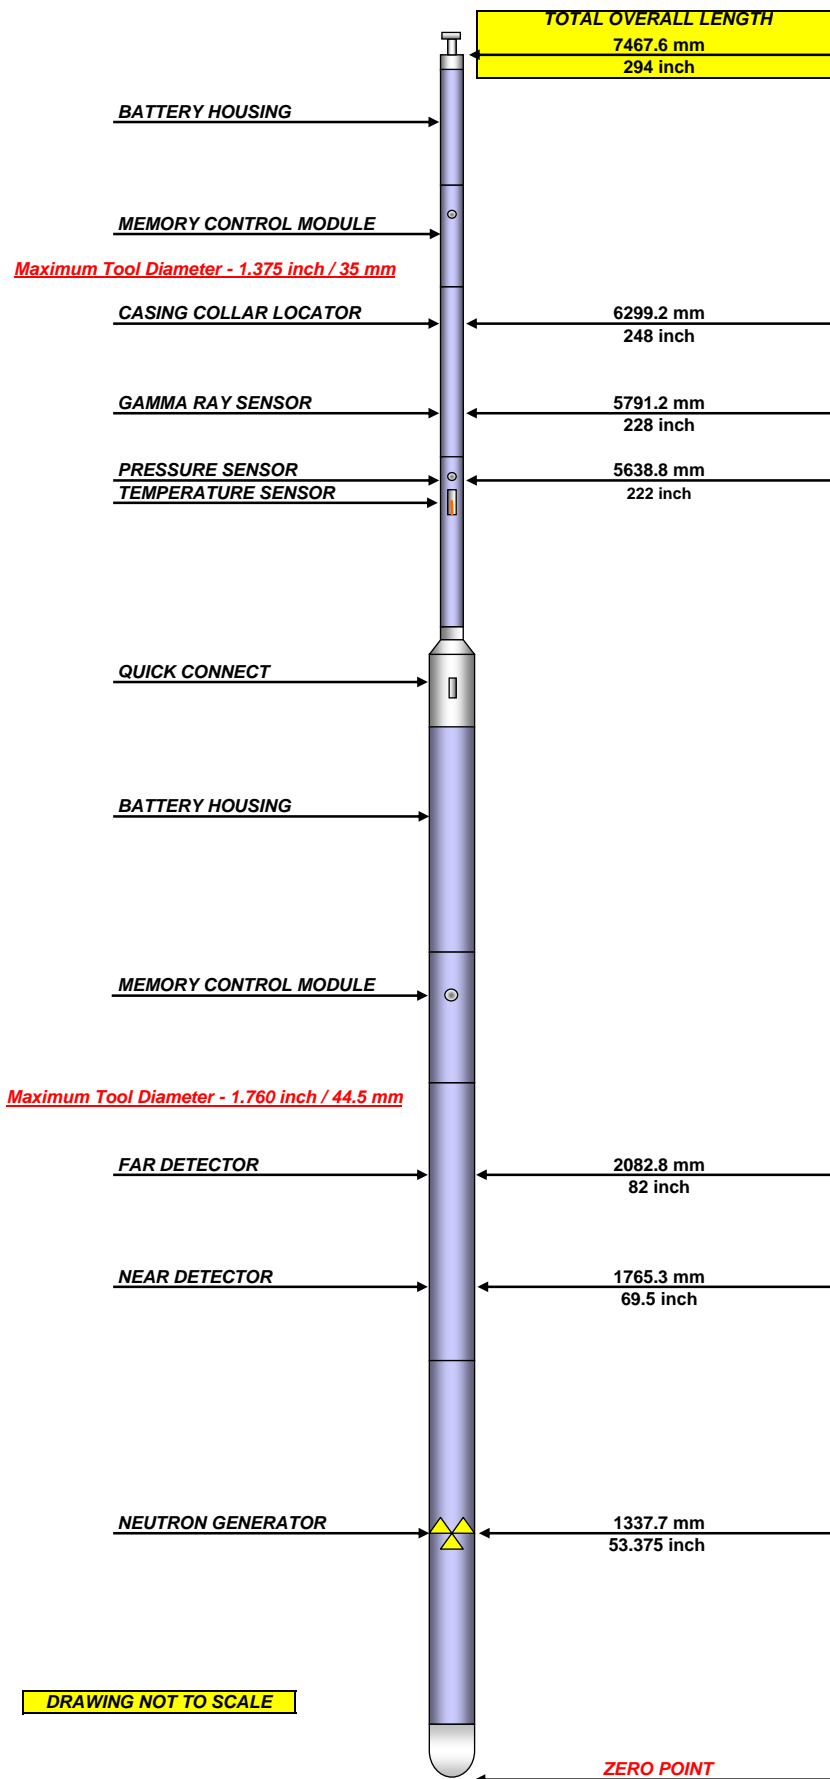 TOTAL OVERALL LENGTH
7467.6 mm
294 inch
BATTERY HOUSING
MEMORY CONTROL MODULE
Maximum Tool Diameter - 1.375 inch / 35 mm
CASING COLLAR LOCATOR
6299.2 mm
248 inch
GAMMA RAY SENSOR
5791.2 mm
228 inch
PRESSURE SENSOR
5638.8 mm
TEMPERATURE SENSOR
222 inch
QUICK CONNECT
BATTERY HOUSING
MEMORY CONTROL MODULE
Maximum Tool Diameter - 1.760 inch / 44.5 mm
FAR DETECTOR
2082.8 mm
82 inch
NEAR DETECTOR
1765.3 mm
69.5 inch
NEUTRON GENERATOR
1337.7 mm
53.375 inch
DRAWING NOT TO SCALE
ZERO POINT